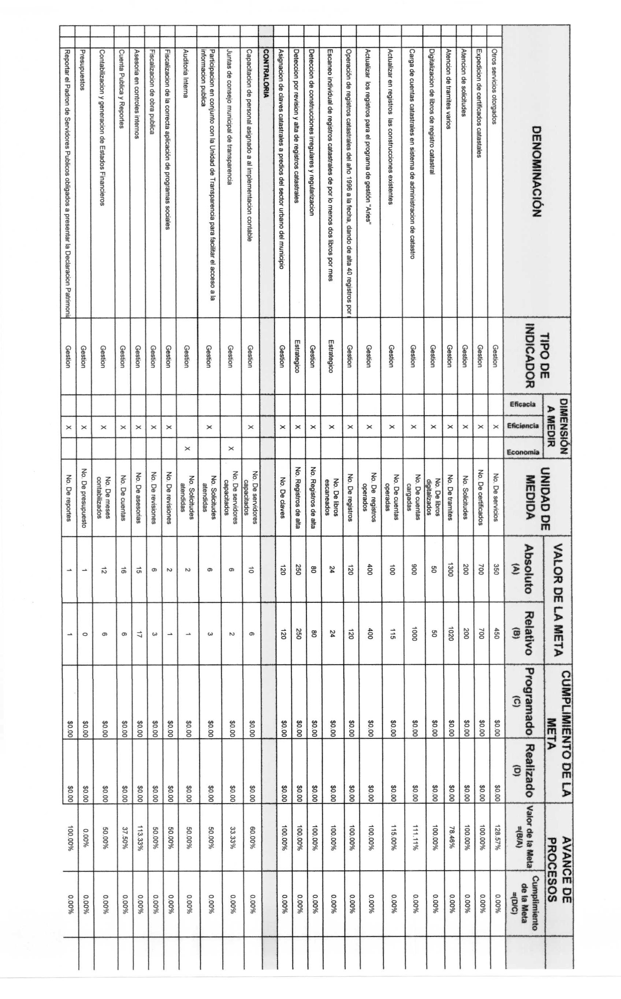 DENOMINACIÓN
TIPO DE
INDICADOR
DIMENSIÓN
A MEDIR
Eficacia
Eficiencia
Economia
UNIDAD DE
MEDIDA
VALOR DE LA META
Absoluto
(A)
Relativo
(B)
CUMPLIMIENTO DE LA
META
Programado
(C)
Realizado
(D)
AVANCE DE
PROCESOS
Valor de la Meta
=(B/A)
Cumplimiento
de la Meta
=(D/C)
Otros servicios otorgados Gestion X No. De servicios 350 450 $0.00 $0.00 128.57% 0.00%
Expedicion de certificados catastales Gestion X No. De certificados 700 700 $0.00 $0.00 100.00% 0.00%
Atencion de solicitudes Gestion X No. Solicitudes 200 200 $0.00 $0.00 100.00% 0.00%
Atencion de tramites varios Gestion X No. De tramites 1300 1020 $0.00 $0.00 78.46% 0.00%
Digitalizacion de libros de registro catastral Gestion X No. De libros
digitalizados 50 50 $0.00 $0.00 100.00% 0.00%
Carga de cuentas catastrales en sistema de administracion de catastro Gestion X No. De cuentas
cargadas 900 1000 $0.00 $0.00 111.11% 0.00%
Actualizar en registros las construcciones existentes Gestion X No. De cuentas
operadas 100 115 $0.00 $0.00 115.00% 0.00%
Actualizar los registros para el programa de gestión "Aries" Gestion X No. De registros
operados 400 400 $0.00 $0.00 100.00% 0.00%
Operación de registros catastrales del año 1996 a la fecha, dando de alta 40 registros por Gestion X No. De registros 120 120 $0.00 $0.00 100.00% 0.00%
Escaneo individual de registros catastrales de por lo menos dos libros por mes Estrategico X No. De libros
escaneados 24 24 $0.00 $0.00 100.00% 0.00%
Deteccion de construcciones irregulares y regularizacion Gestion X No. Registros de alta 80 80 $0.00 $0.00 100.00% 0.00%
Deteccion por revision y alta de registros catastrales Estrategico X No. Registros de alta 250 250 $0.00 $0.00 100.00% 0.00%
Asignacion de claves catastrales a predios del sector urbano del municipio Gestion X No. De claves 120 120 $0.00 $0.00 100.00% 0.00%
CONTRALORIA
Capacitacion de personal asignado a al implementacion contable Gestion X No. De servidores
capacitados 10 6 $0.00 $0.00 60.00% 0.00%
Juntas de consejo municipal de transparencia Gestion X No. De servidores
capacitados 6 2 $0.00 $0.00 33.33% 0.00%
Participacion en conjunto con la Unidad de Transparencia para facilitar el acceso a la
informacion publica Gestion X No. Solicitudes
atendidas 6 3 $0.00 $0.00 50.00% 0.00%
Auditoria Interna Gestion X No. Solicitudes
atendidas 2 1 $0.00 $0.00 50.00% 0.00%
Fiscalizacion de la correcta aplicación de programas sociales Gestion X No. De revisiones 2 1 $0.00 $0.00 50.00% 0.00%
Fiscalizacion de obra publica Gestion X No. De revisiones 6 3 $0.00 $0.00 50.00% 0.00%
Asesoria en controles internos Gestion X No. De asesorias 15 17 $0.00 $0.00 113.33% 0.00%
Cuenta Publica y Reportes Gestion X No. De cuentas 16 6 $0.00 $0.00 37.50% 0.00%
Contabilizacion y generacion de Estados Financieros Gestion X No. De meses
contabilizados 12 6 $0.00 $0.00 50.00% 0.00%
Presupuestos Gestion X No. De presupuesto 1 0 $0.00 $0.00 0.00% 0.00%
Reportar el Padron de Servidores Publicos obligados a presentar la Declaracion Patrimonia Gestion X No. De reportes 1 1 $0.00 $0.00 100.00% 0.00%